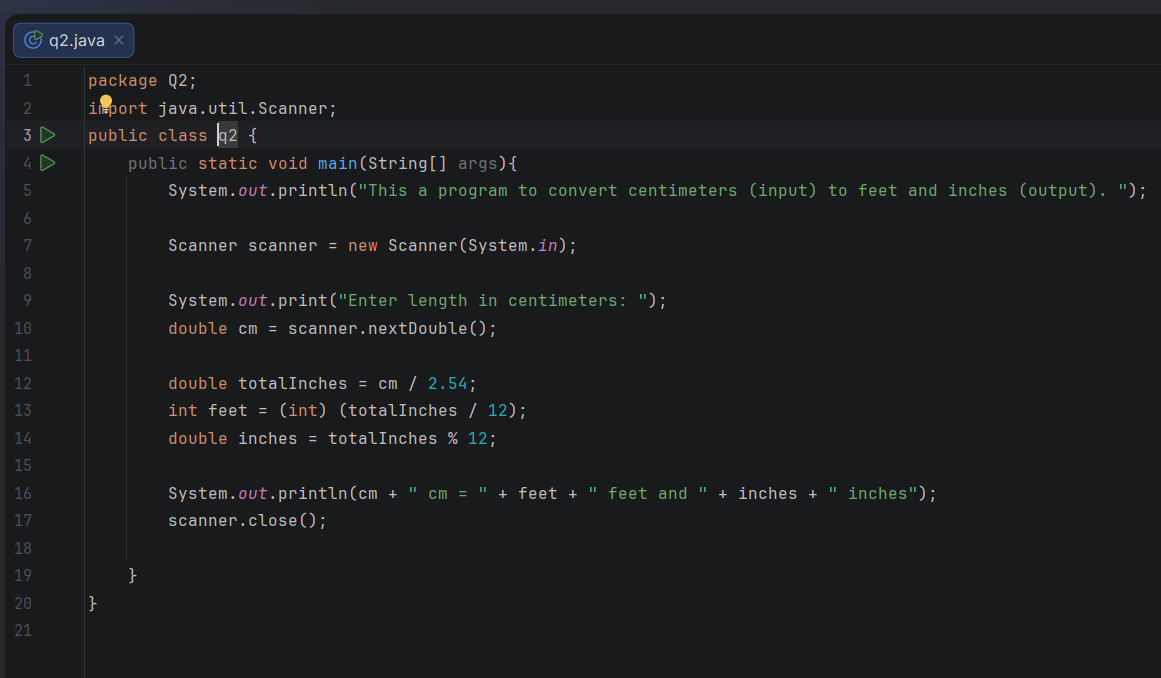 q2.java
1 package Q2;
2 import java.util.Scanner;
3 public class q2 {
4     public static void main(String[] args){
5         System.out.println("This a program to convert centimeters (input) to feet and inches (output). ");
6
7         Scanner scanner = new Scanner(System.in);
8
9         System.out.print("Enter length in centimeters: ");
10         double cm = scanner.nextDouble();
11
12         double totalInches = cm / 2.54;
13         int feet = (int) (totalInches / 12);
14         double inches = totalInches % 12;
15
16         System.out.println(cm + " cm = " + feet + " feet and " + inches + " inches");
17         scanner.close();
18
19     }
20 }
21